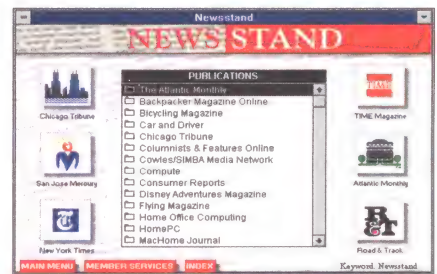 Newsstand
NEWSSTAND
PUBLICATIONS
The Atlantic Monthly
Backpacker Magazine Online
Bicycling Magazine
Car and Driver
Chicago Tribune
Columnists & Features Online
Cowles/SIMBA Media Network
Compute
Consumer Reports
Disney Adventures Magazine
Flying Magazine
Home Office Computing
HomePC
MacHome Journal
Chicago Tribune
San Jose Mercury
New York Times
TIME
TIME Magazine
Atlantic Monthly
R&T
Road & Track
MAIN MENU
MEMBER SERVICES
INDEX
Keyword: Newsstand